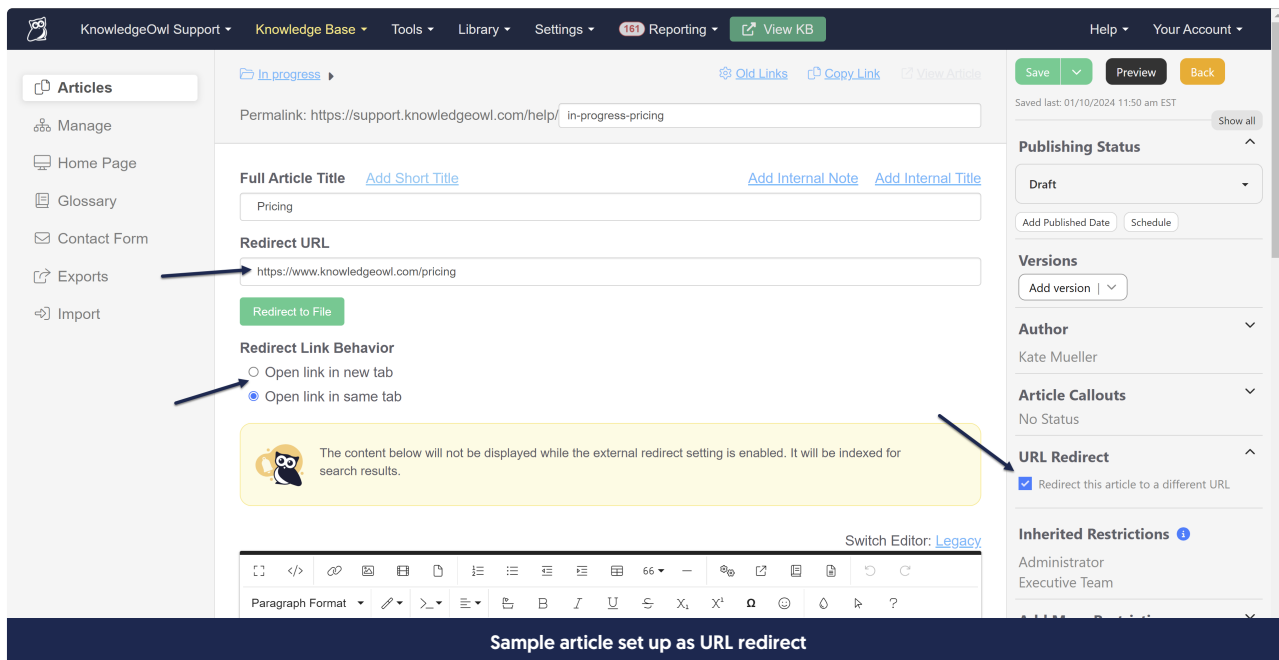 KnowledgeOwl Support
Knowledge Base
Tools
Library
Settings
161 Reporting
View KB
Help
Your Account
Articles
Manage
Home Page
Glossary
Contact Form
Exports
Import
In progress
Old Links
Copy Link
View Article
Permalink: https://support.knowledgeowl.com/help/ in-progress-pricing
Full Article Title
Add Short Title
Add Internal Note
Add Internal Title
Pricing
Redirect URL
https://www.knowledgeowl.com/pricing
Redirect to File
Redirect Link Behavior
Open link in new tab
Open link in same tab
The content below will not be displayed while the external redirect setting is enabled. It will be indexed for
search results.
Switch Editor: Legacy
66
Paragraph Format
B I U S X₁ X¹ Ω ?
Save
Preview
Back
Saved last: 01/10/2024 11:50 am EST
Show all
Publishing Status
Draft
Add Published Date
Schedule
Versions
Add version
Author
Kate Mueller
Article Callouts
No Status
URL Redirect
Redirect this article to a different URL
Inherited Restrictions
Administrator
Executive Team
Sample article set up as URL redirect